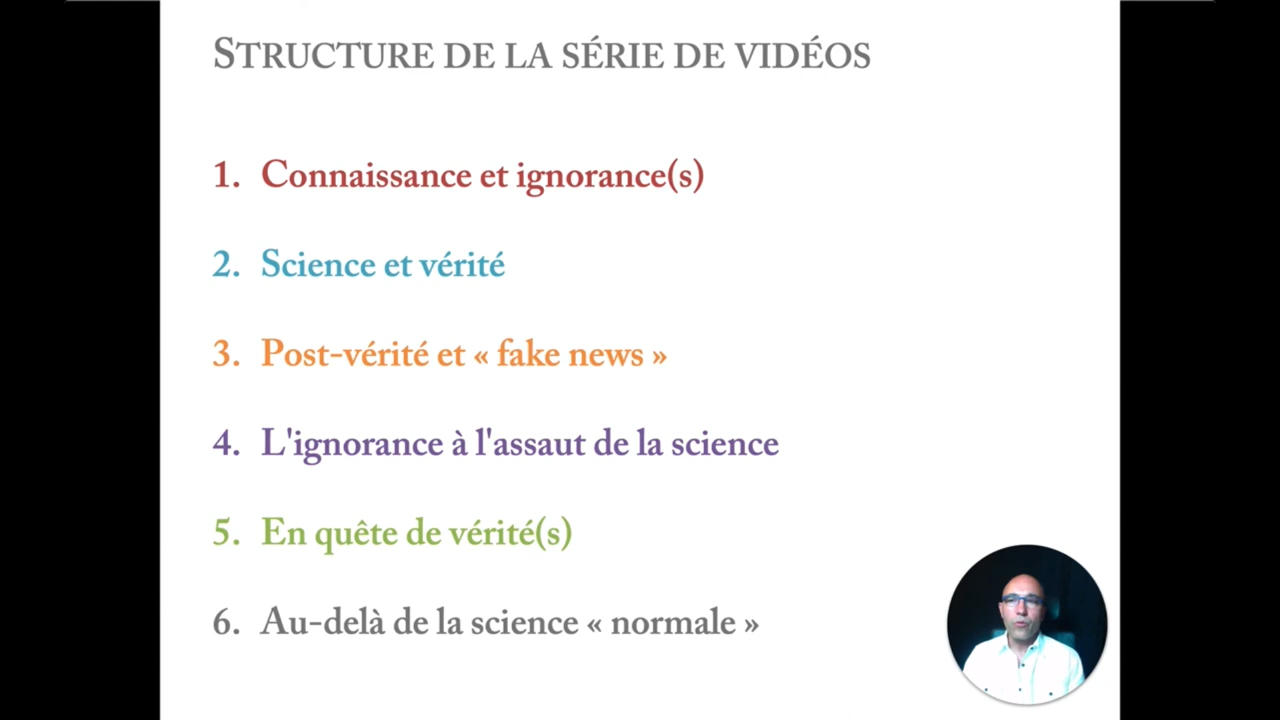 STRUCTURE DE LA SÉRIE DE VIDÉOS
1. Connaissance et ignorance(s)
2. Science et vérité
3. Post-vérité et « fake news »
4. L'ignorance à l'assaut de la science
5. En quête de vérité(s)
6. Au-delà de la science « normale »